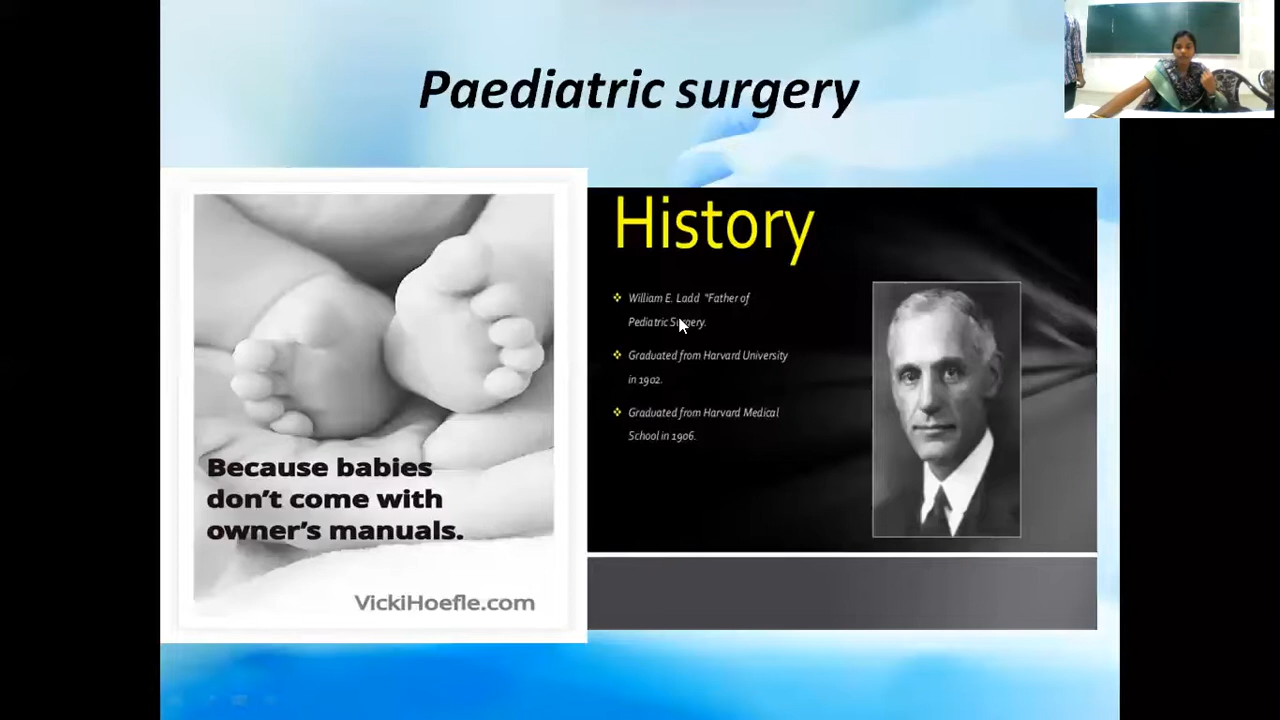 Paediatric surgery
Because babies
don't come with
owner's manuals.
VickiHoefle.com
History
William E. Ladd "Father of
Pediatric Surgery.
Graduated from Harvard University
in 1902.
Graduated from Harvard Medical
School in 1906.